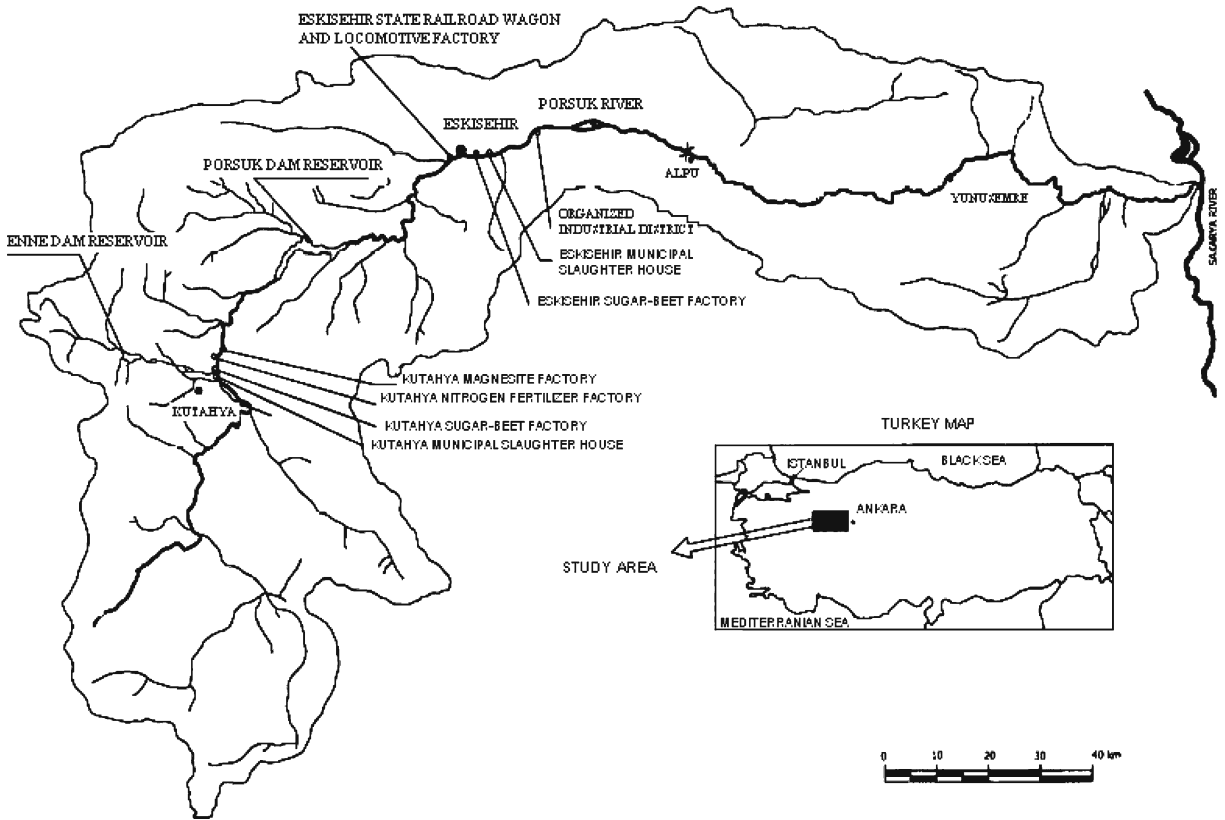 ESKISEHIR STATE RAILROAD WAGON
AND LOCOMOTIVE FACTORY
PORSUK RIVER
ESKISEHIR
PORSUK DAM RESERVOIR
ALPU
YUNUSEMRE
SAGARYA RIVER
ORGANIZED
INDUSTRIAL DISTRICT
ENNE DAM RESERVOIR
ESKISEHIR MUNICIPAL
SLAUGHTER HOUSE
ESKISEHIR SUGAR-BEET FACTORY
KUTAHYA MAGNESITE FACTORY
KUTAHYA NITROGEN FERTILIZER FACTORY
KUTAHYA
KUTAHYA SUGAR-BEET FACTORY
KUTAHYA MUNICIPAL SLAUGHTER HOUSE
TURKEY MAP
ISTANBUL
BLACK SEA
ANKARA
STUDY AREA
MEDITERRANIAN SEA
0 10 20 30 40 km